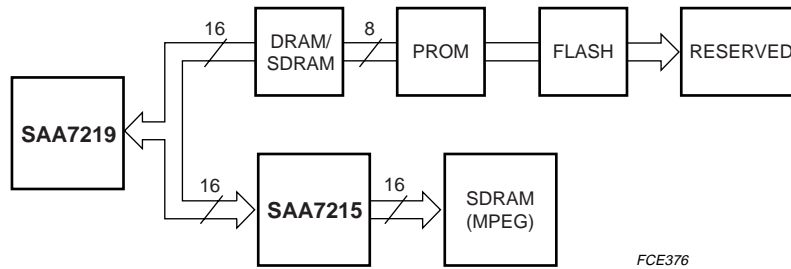 16
DRAM/
SDRAM
8
PROM
FLASH
RESERVED
SAA7219
16
SAA7215
16
SDRAM
(MPEG)
FCE376